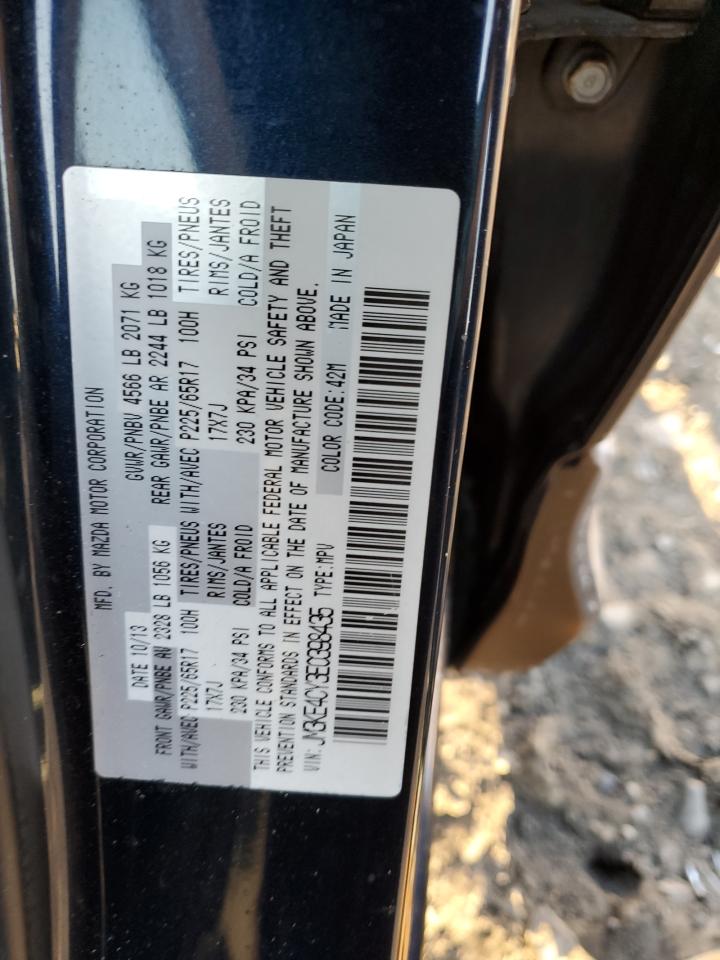 MFD. BY MAZDA MOTOR CORPORATION
DATE 10/13 GVWR/PNBV 4566 LB 2071 KG
FRONT GAWR/PNBE AV 2328 LB 1056 KG REAR GAWR/PNBE AR 2244 LB 1018 KG
WITH/AVEC P225/65R17 100H TIRES/PNEUS WITH/AVEC P225/65R17 100H TIRES/PNEUS
17X7J RIMS/JANTES 17X7J RIMS/JANTES
230 KPA/34 PSI COLD/A FROID 230 KPA/34 PSI COLD/A FROID
THIS VEHICLE CONFORMS TO ALL APPLICABLE FEDERAL MOTOR VEHICLE SAFETY AND THEFT
PREVENTION STANDARDS IN EFFECT ON THE DATE OF MANUFACTURE SHOWN ABOVE.
VIN: JM3KE4CY3E0398435 TYPE:MPV COLOR CODE:42M MADE IN JAPAN